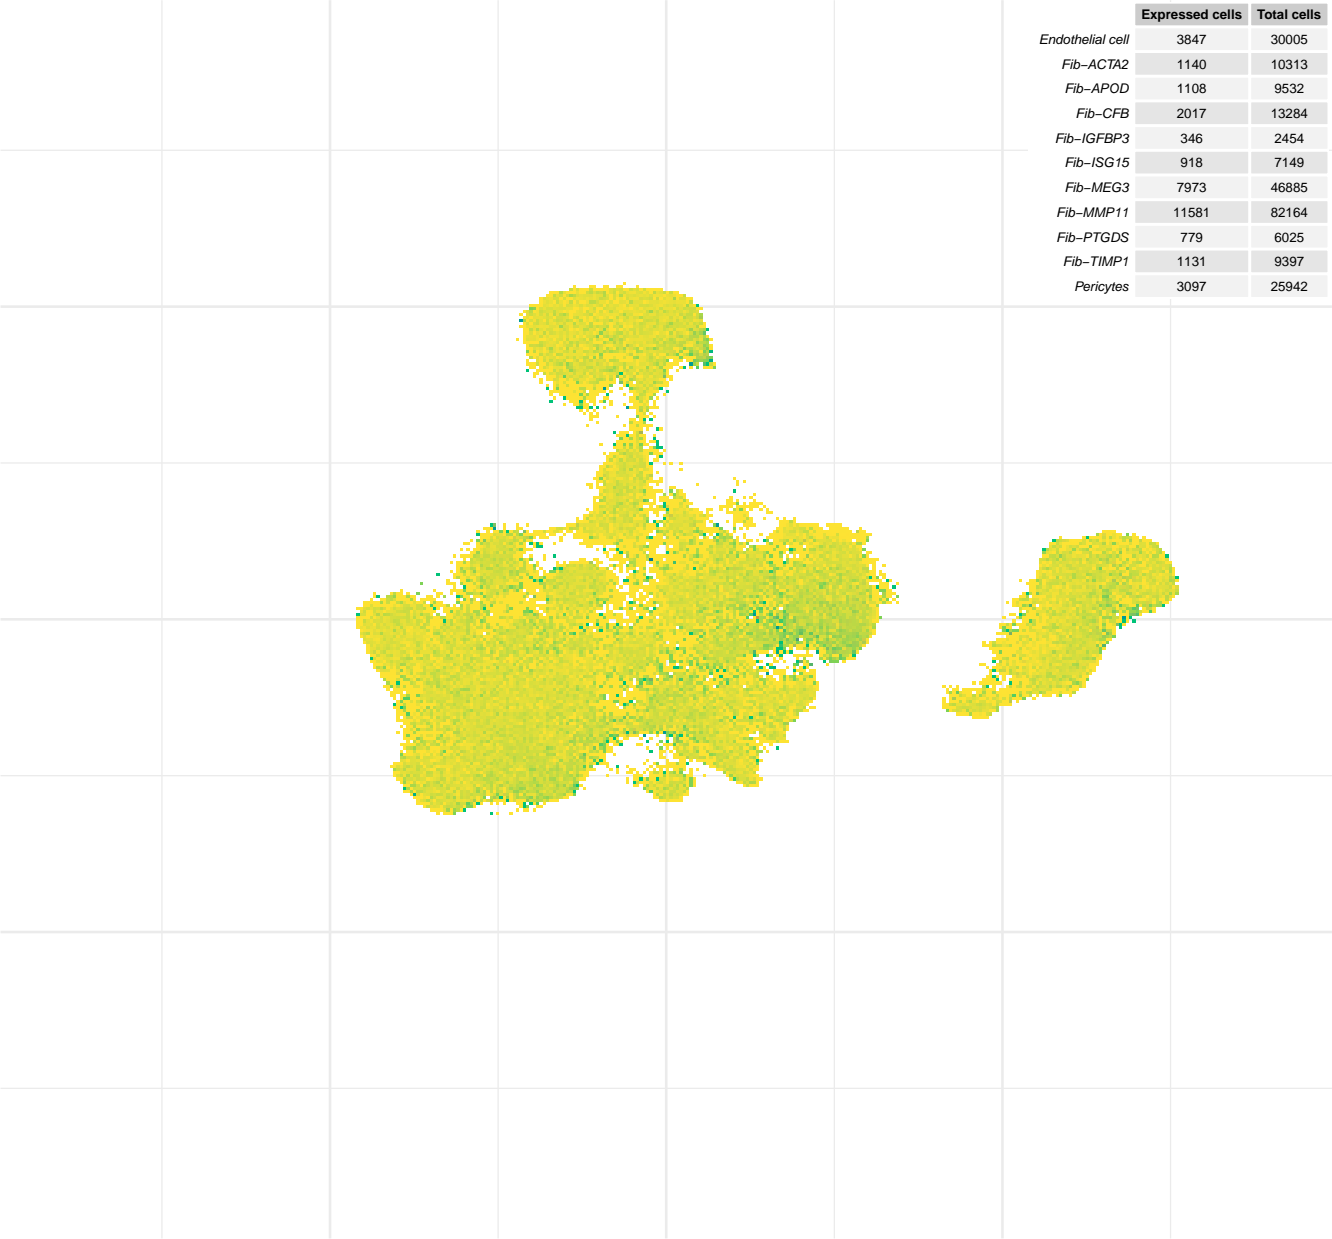 Expressed cells Total cells
Endothelial cell 3847 30005
Fib−ACTA2 1140 10313
Fib−APOD 1108 9532
Fib−CFB 2017 13284
Fib−IGFBP3 346 2454
Fib−ISG15 918 7149
Fib−MEG3 7973 46885
Fib−MMP11 11581 82164
Fib−PTGDS 779 6025
Fib−TIMP1 1131 9397
Pericytes 3097 25942